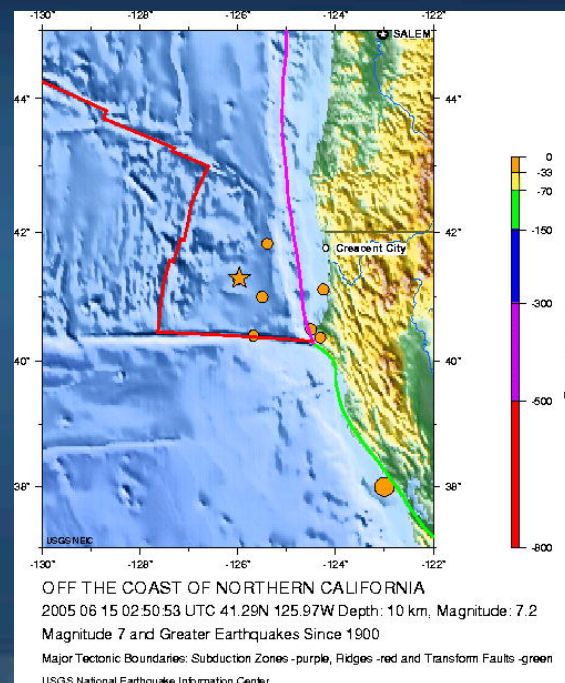 -130° -128° -126° -124° -122°
SALEM
44° 44°
42° 42°
Crescent City
40° 40°
38° 38°
USGS NEIC
-130° -128° -126° -124° -122°
0
-33
-70
-150
-300
-500
-800
OFF THE COAST OF NORTHERN CALIFORNIA
2005 06 15 02:50:53 UTC 41.29N 125.97W Depth: 10 km, Magnitude: 7.2
Magnitude 7 and Greater Earthquakes Since 1900
Major Tectonic Boundaries: Subduction Zones -purple, Ridges -red and Transform Faults -green
USGS National Earthquake Information Center